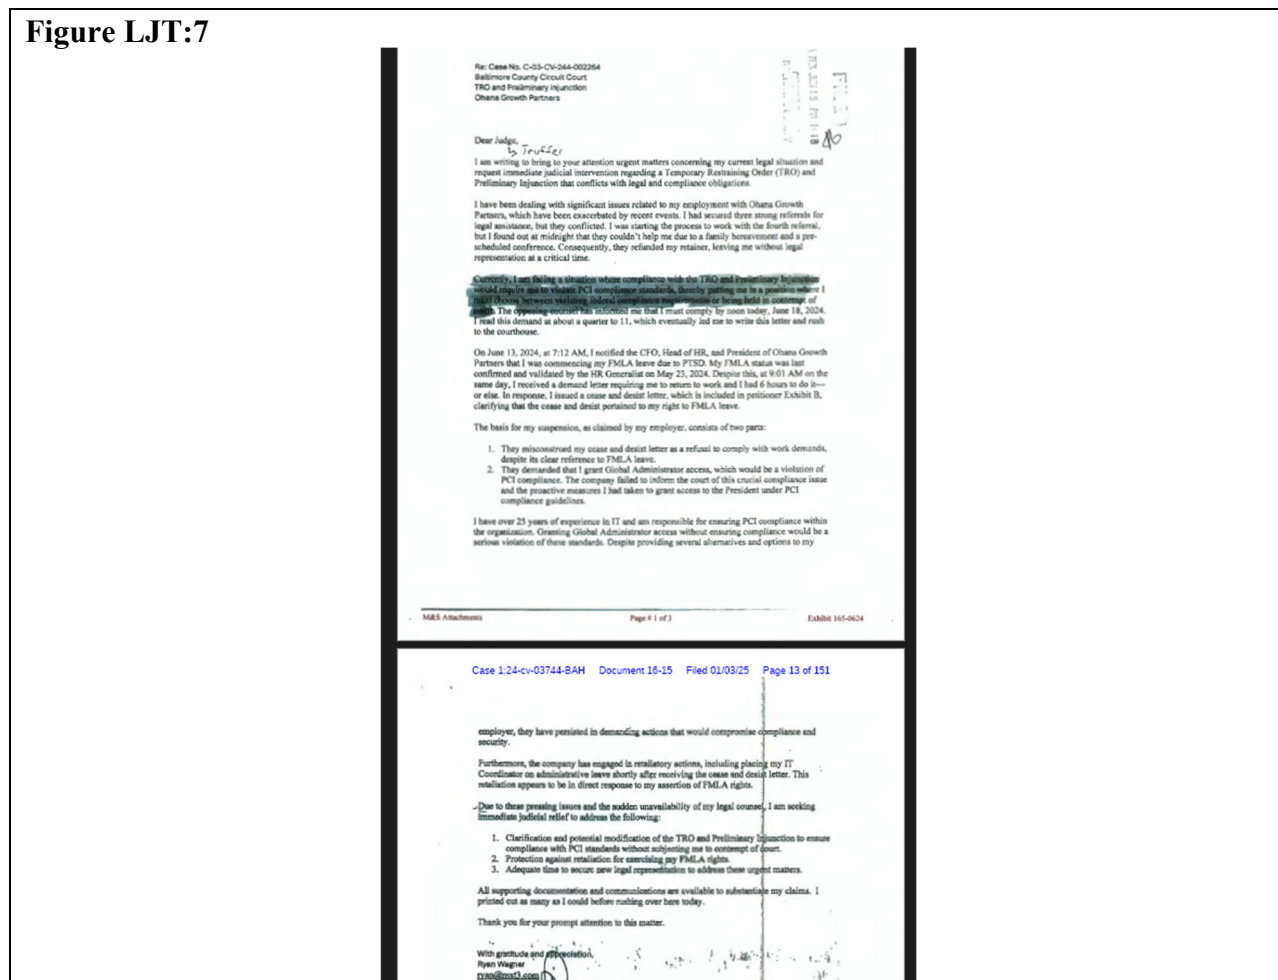 Figure LJT:7
Re: Case No. C-03-CV-244-002264
Baltimore County Circuit Court
TRO and Preliminary Injunction
Ohana Growth Partners
FILED
Dear Judge,
↳ Truffer
I am writing to bring to your attention urgent matters concerning my current legal situation and
request immediate judicial intervention regarding a Temporary Restraining Order (TRO) and
Preliminary Injunction that conflicts with legal and compliance obligations.
I have been dealing with significant issues related to my employment with Ohana Growth
Partners, which have been exacerbated by recent events. I had secured three strong referrals for
legal assistance, but they conflicted. I was starting the process to work with the fourth referral,
but I found out at midnight that they couldn't help me due to a family bereavement and a pre-
scheduled conference. Consequently, they refunded my retainer, leaving me without legal
representation at a critical time.
Currently, I am facing a situation where compliance with the TRO and Preliminary Injunction
would require me to violate PCI compliance standards, thereby putting me in a position where I
must choose between violating federal compliance requirements or being held in contempt of
court. The opposing counsel has informed me that I must comply by noon today, June 18, 2024.
I read this demand at about a quarter to 11, which eventually led me to write this letter and rush
to the courthouse.
On June 13, 2024, at 7:12 AM, I notified the CFO, Head of HR, and President of Ohana Growth
Partners that I was commencing my FMLA leave due to PTSD. My FMLA status was last
confirmed and validated by the HR Generalist on May 23, 2024. Despite this, at 9:01 AM on the
same day, I received a demand letter requiring me to return to work and I had 6 hours to do it—
or else. In response, I issued a cease and desist letter, which is included in petitioner Exhibit B,
clarifying that the cease and desist pertained to my right to FMLA leave.
The basis for my suspension, as claimed by my employer, consists of two parts:
1. They misconstrued my cease and desist letter as a refusal to comply with work demands,
despite its clear reference to FMLA leave.
2. They demanded that I grant Global Administrator access, which would be a violation of
PCI compliance. The company failed to inform the court of this crucial compliance issue
and the proactive measures I had taken to grant access to the President under PCI
compliance guidelines.
I have over 25 years of experience in IT and am responsible for ensuring PCI compliance within
the organization. Granting Global Administrator access without ensuring compliance would be a
serious violation of these standards. Despite providing several alternatives and options to my
M&S Attachments Page # 1 of 3 Exhibit 165-0624
Case 1:24-cv-03744-BAH Document 16-15 Filed 01/03/25 Page 13 of 151
employer, they have persisted in demanding actions that would compromise compliance and
security.
Furthermore, the company has engaged in retaliatory actions, including placing my IT
Coordinator on administrative leave shortly after receiving the cease and desist letter. This
retaliation appears to be in direct response to my assertion of FMLA rights.
Due to these pressing issues and the sudden unavailability of my legal counsel, I am seeking
immediate judicial relief to address the following:
1. Clarification and potential modification of the TRO and Preliminary Injunction to ensure
compliance with PCI standards without subjecting me to contempt of court.
2. Protection against retaliation for exercising my FMLA rights.
3. Adequate time to secure new legal representation to address these urgent matters.
All supporting documentation and communications are available to substantiate my claims. I
printed out as many as I could before rushing over here today.
Thank you for your prompt attention to this matter.
With gratitude and appreciation,
Ryan Wagner
ryan@mxt3.com